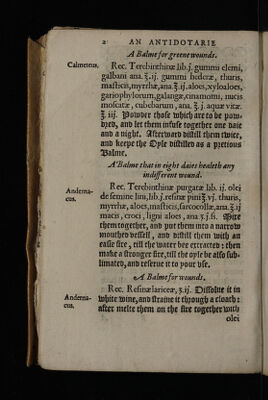 2 AN ANTIDOTARIE
A Balme for greene wounds.
Calmeteus. Rec. Terebinthinæ lib.j. gummi elemi,
galbani ana.℥.ij. gummi hederæ, thuris,
masticis, myrrhæ, ana.℥.ij. aloes, xyloaloes,
gariophylorum, galangæ, cinamomi, nucis
moscatæ, cubebarum, ana.℥.j. aquæ vitæ
℥.iij. Powder those which are to be pow-
dred, and let them infuse together one daie
and a night. Afterward distill them twice,
and keepe the Oyle distilled as a pretious
Balme.
A Balme that in eight daies healeth any
indifferent wound.
Anderna-
cus.
Rec. Terebinthinæ purgatæ lib.ij. olei
de semine lini, lib.j. resinæ pini ℥.vj. thuris,
myrrhæ, aloes, masticis, sarcocollæ, ana.℥.ij
macis, croci, ligni aloes, ana.℥.j.ſs. Mixe
them together, and put them into a narrow
mouthed vessell, and distill them with an
easie fire, till the water bee extracted: then
make a stronger fire, till the oyle be also sub-
limated, and reserue it to your vse.
A Balme for wounds.
Anderna-
cus.
Rec. Resinæ lariceæ, ℥.ij. Dissolue it in
white wine, and straine it through a cloath:
after melt them on the fire together with
olei